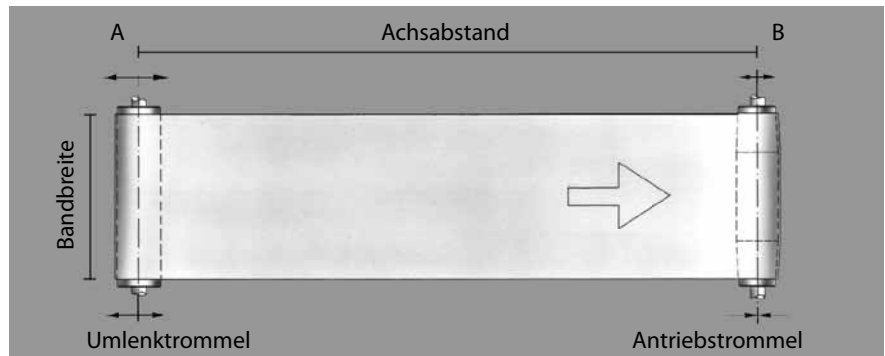 A
Achsabstand
B
Bandbreite
Umlenktrommel
Antriebstrommel